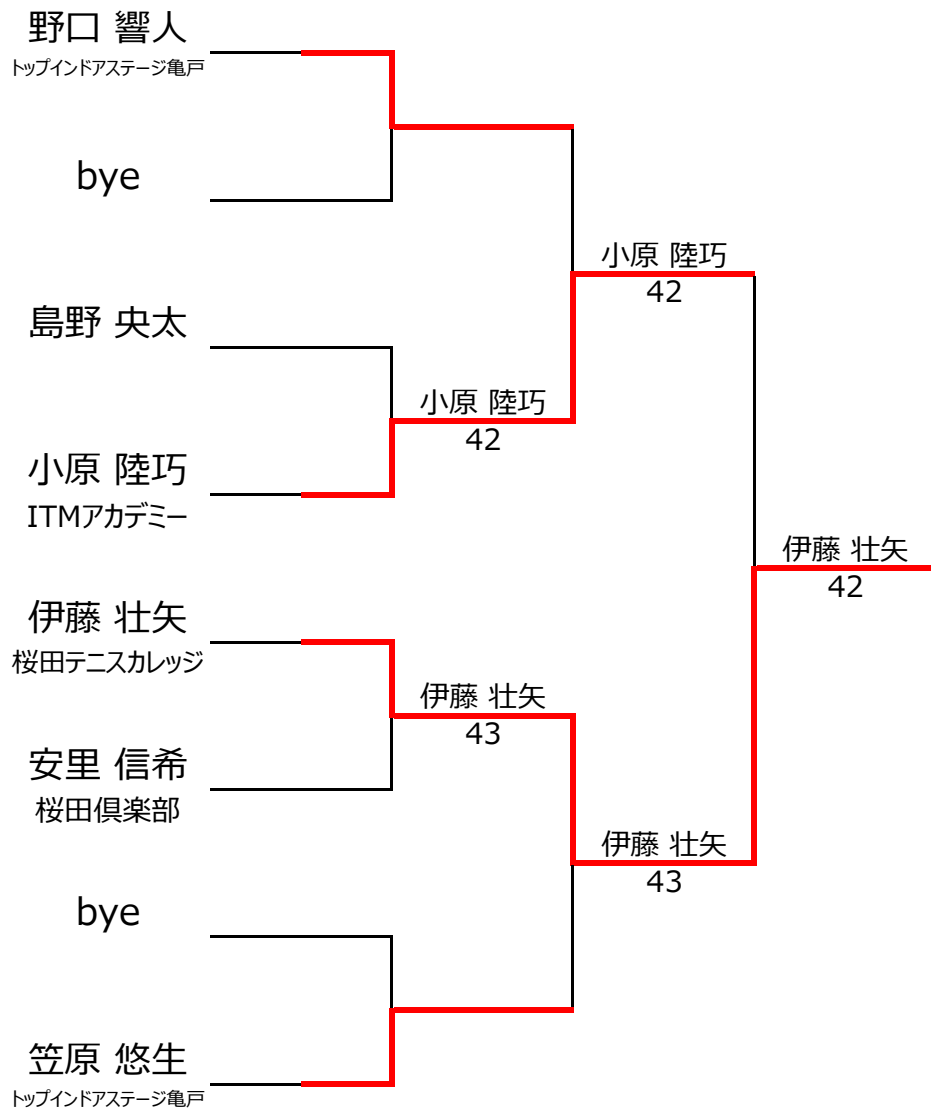 野口 響人
トップインドアステージ亀戸
bye
島野 央太
小原 陸巧
ITMアカデミー
伊藤 壮矢
桜田テニスカレッジ
安里 信希
桜田倶楽部
bye
笠原 悠生
トップインドアステージ亀戸
小原 陸巧
42
伊藤 壮矢
43
小原 陸巧
42
伊藤 壮矢
43
伊藤 壮矢
42